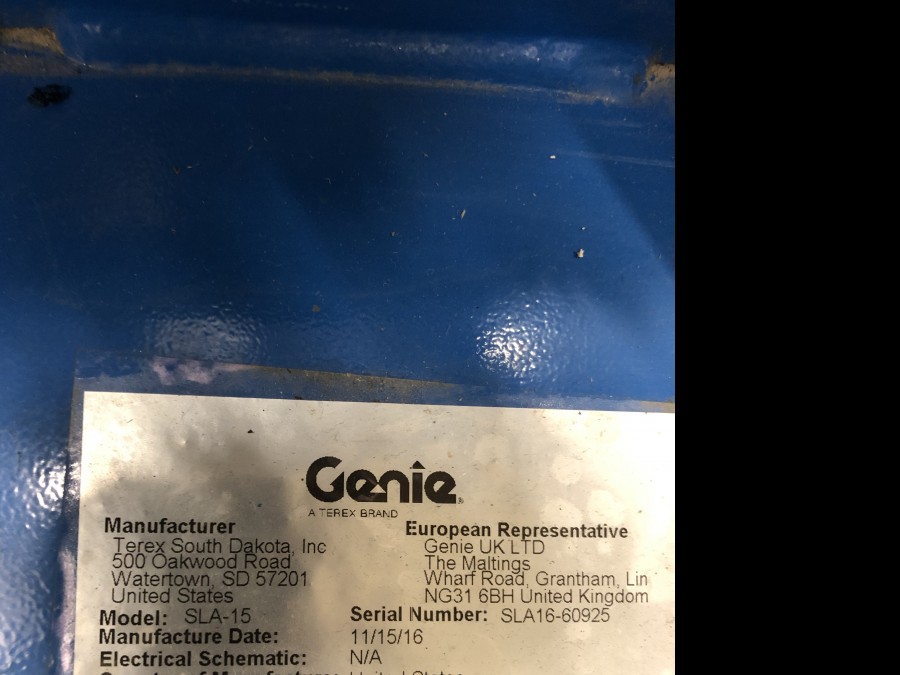 Genie
A TEREX BRAND
Manufacturer
Terex South Dakota, Inc
500 Oakwood Road
Watertown, SD 57201
United States
European Representative
Genie UK LTD
The Maltings
Wharf Road, Grantham, Lin
NG31 6BH United Kingdom
Model: SLA-15 Serial Number: SLA16-60925
Manufacture Date: 11/15/16
Electrical Schematic: N/A